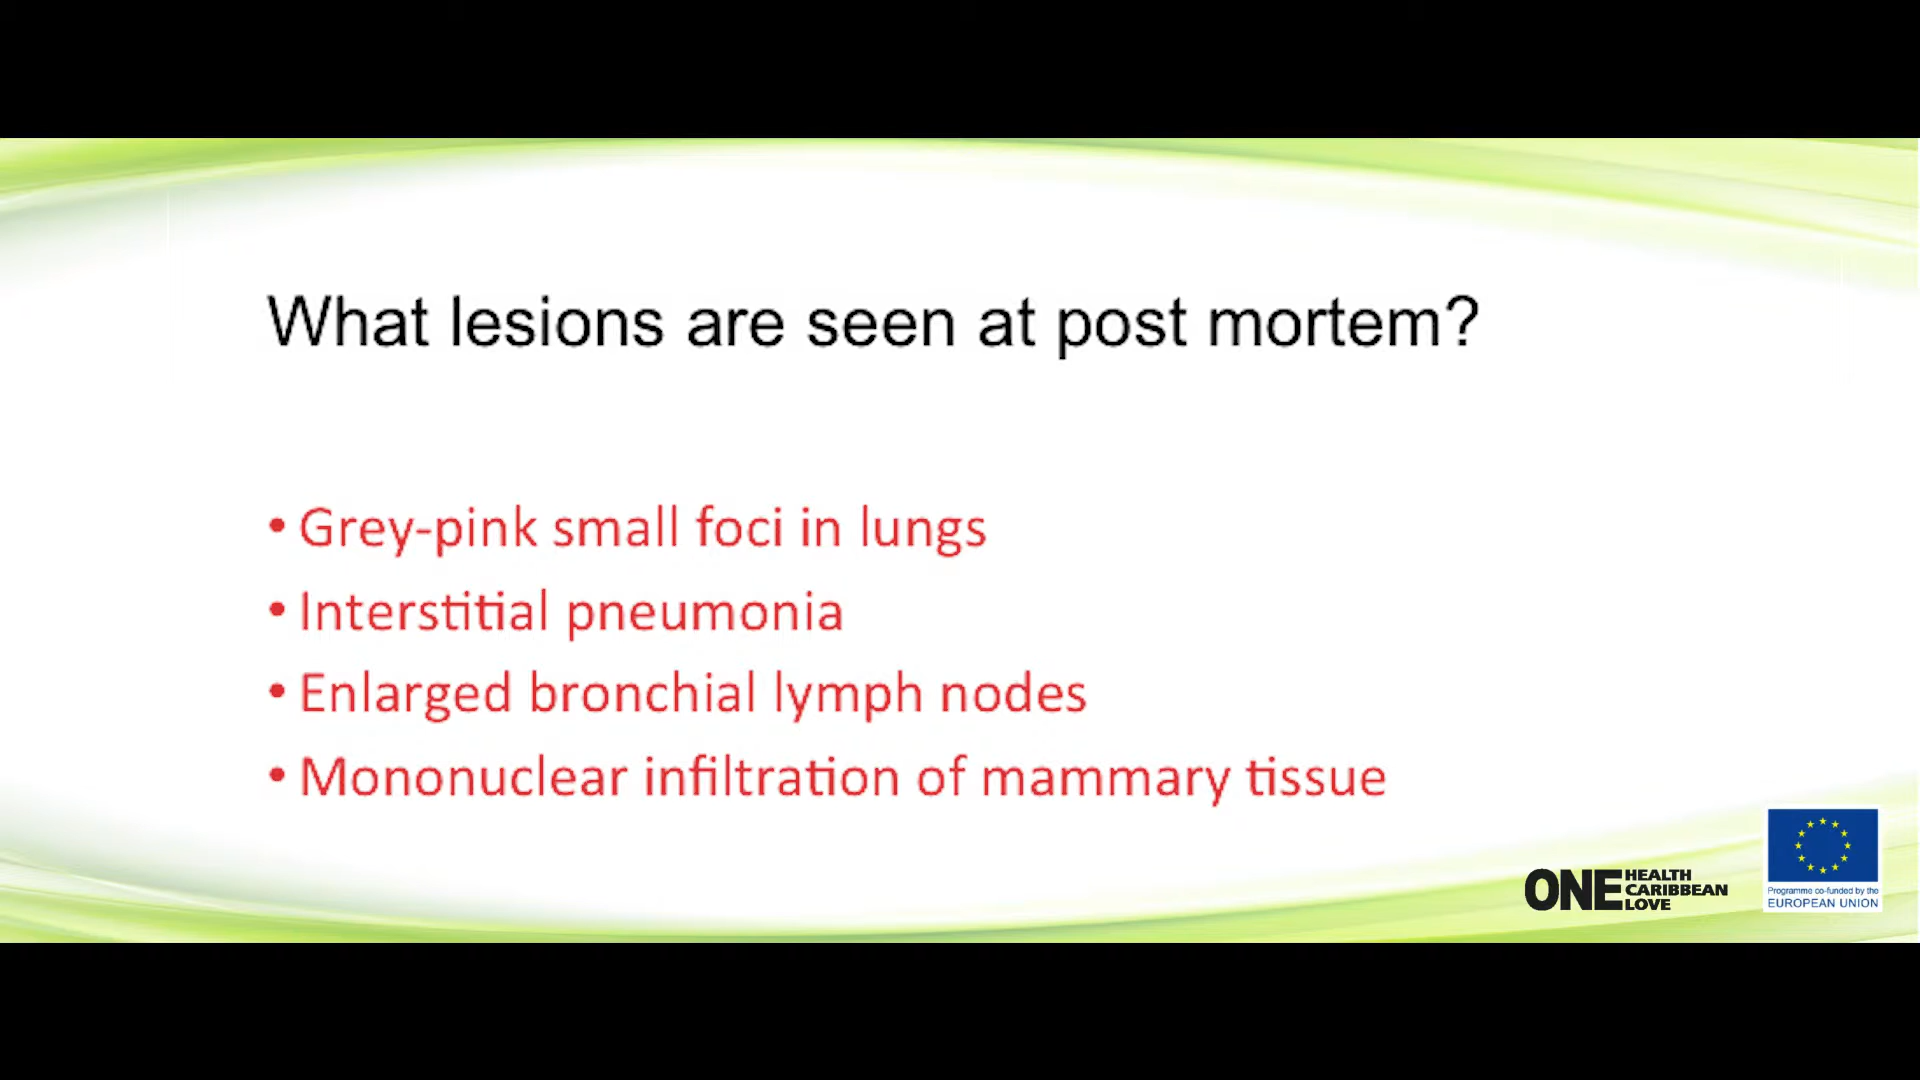 What lesions are seen at post mortem?
• Grey-pink small foci in lungs
• Interstitial pneumonia
• Enlarged bronchial lymph nodes
• Mononuclear infiltration of mammary tissue
ONE HEALTH
CARIBBEAN
LOVE
Programme co-funded by the
EUROPEAN UNION